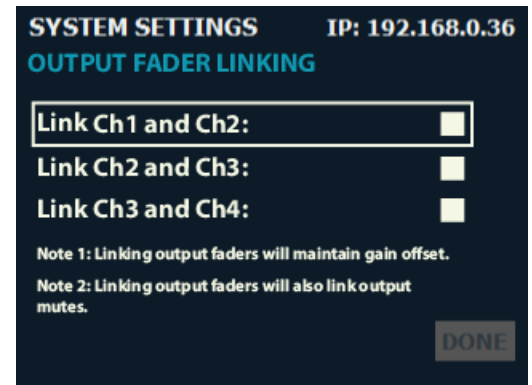 SYSTEM SETTINGS IP: 192.168.0.36
OUTPUT FADER LINKING
Link Ch1 and Ch2:
Link Ch2 and Ch3:
Link Ch3 and Ch4:
Note 1: Linking output faders will maintain gain offset.
Note 2: Linking output faders will also link output
mutes.
DONE